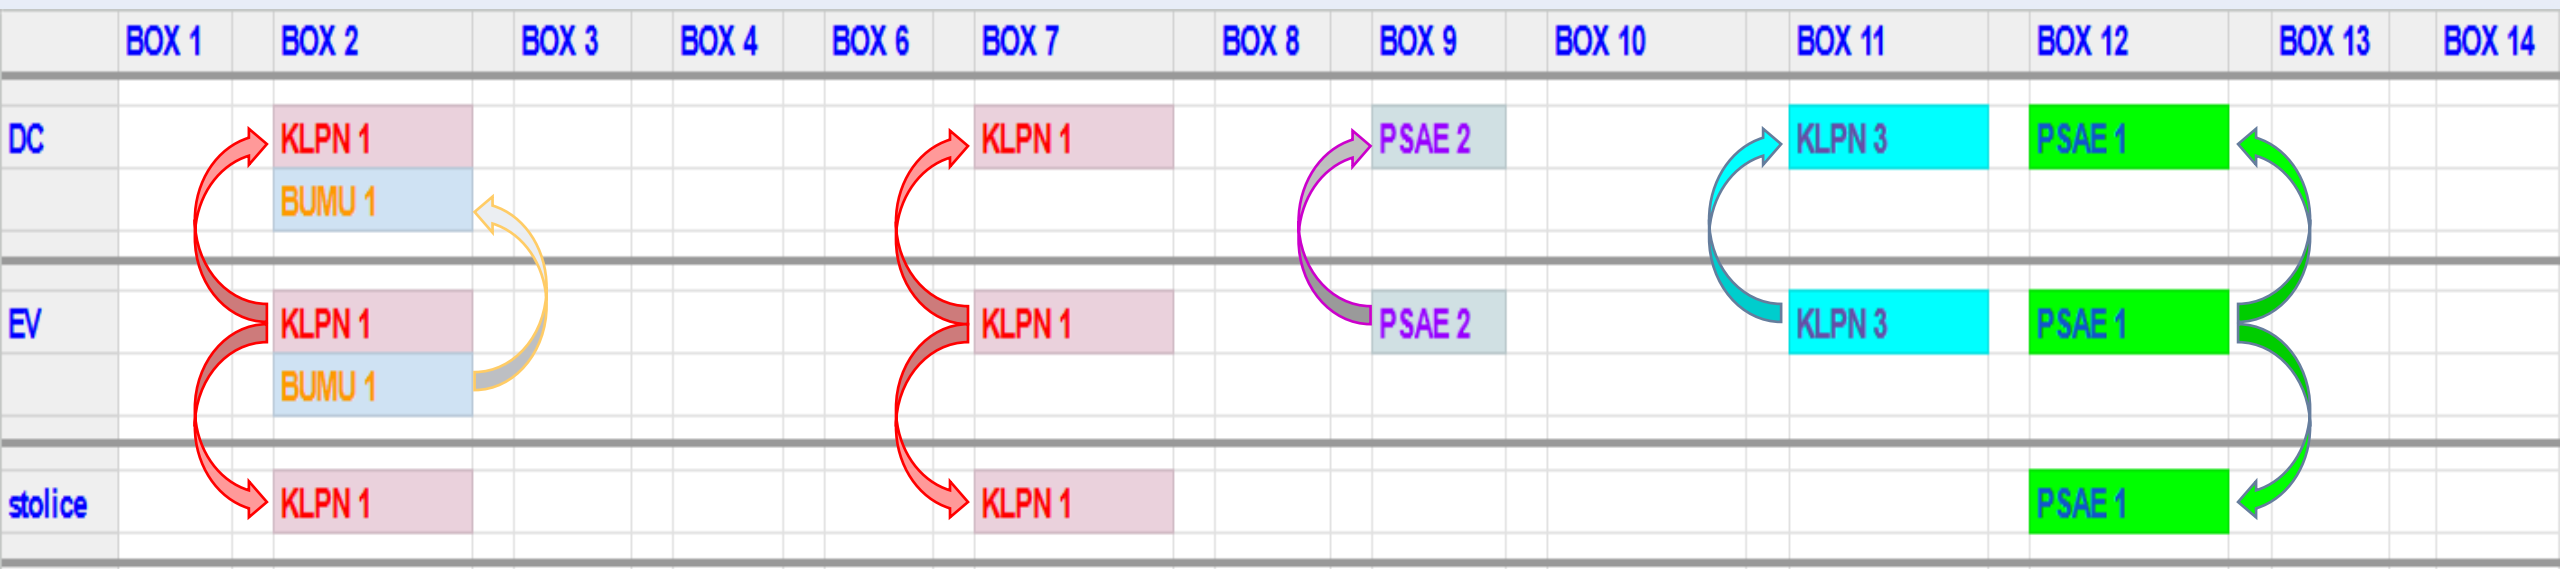 BOX 1 BOX 2 BOX 3 BOX 4 BOX 6 BOX 7 BOX 8 BOX 9 BOX 10 BOX 11 BOX 12 BOX 13 BOX 14
DC KLPN 1 KLPN 1 PSAE 2 KLPN 3 PSAE 1
BUMU 1
EV KLPN 1 KLPN 1 PSAE 2 KLPN 3 PSAE 1
BUMU 1
stolice KLPN 1 KLPN 1 PSAE 1